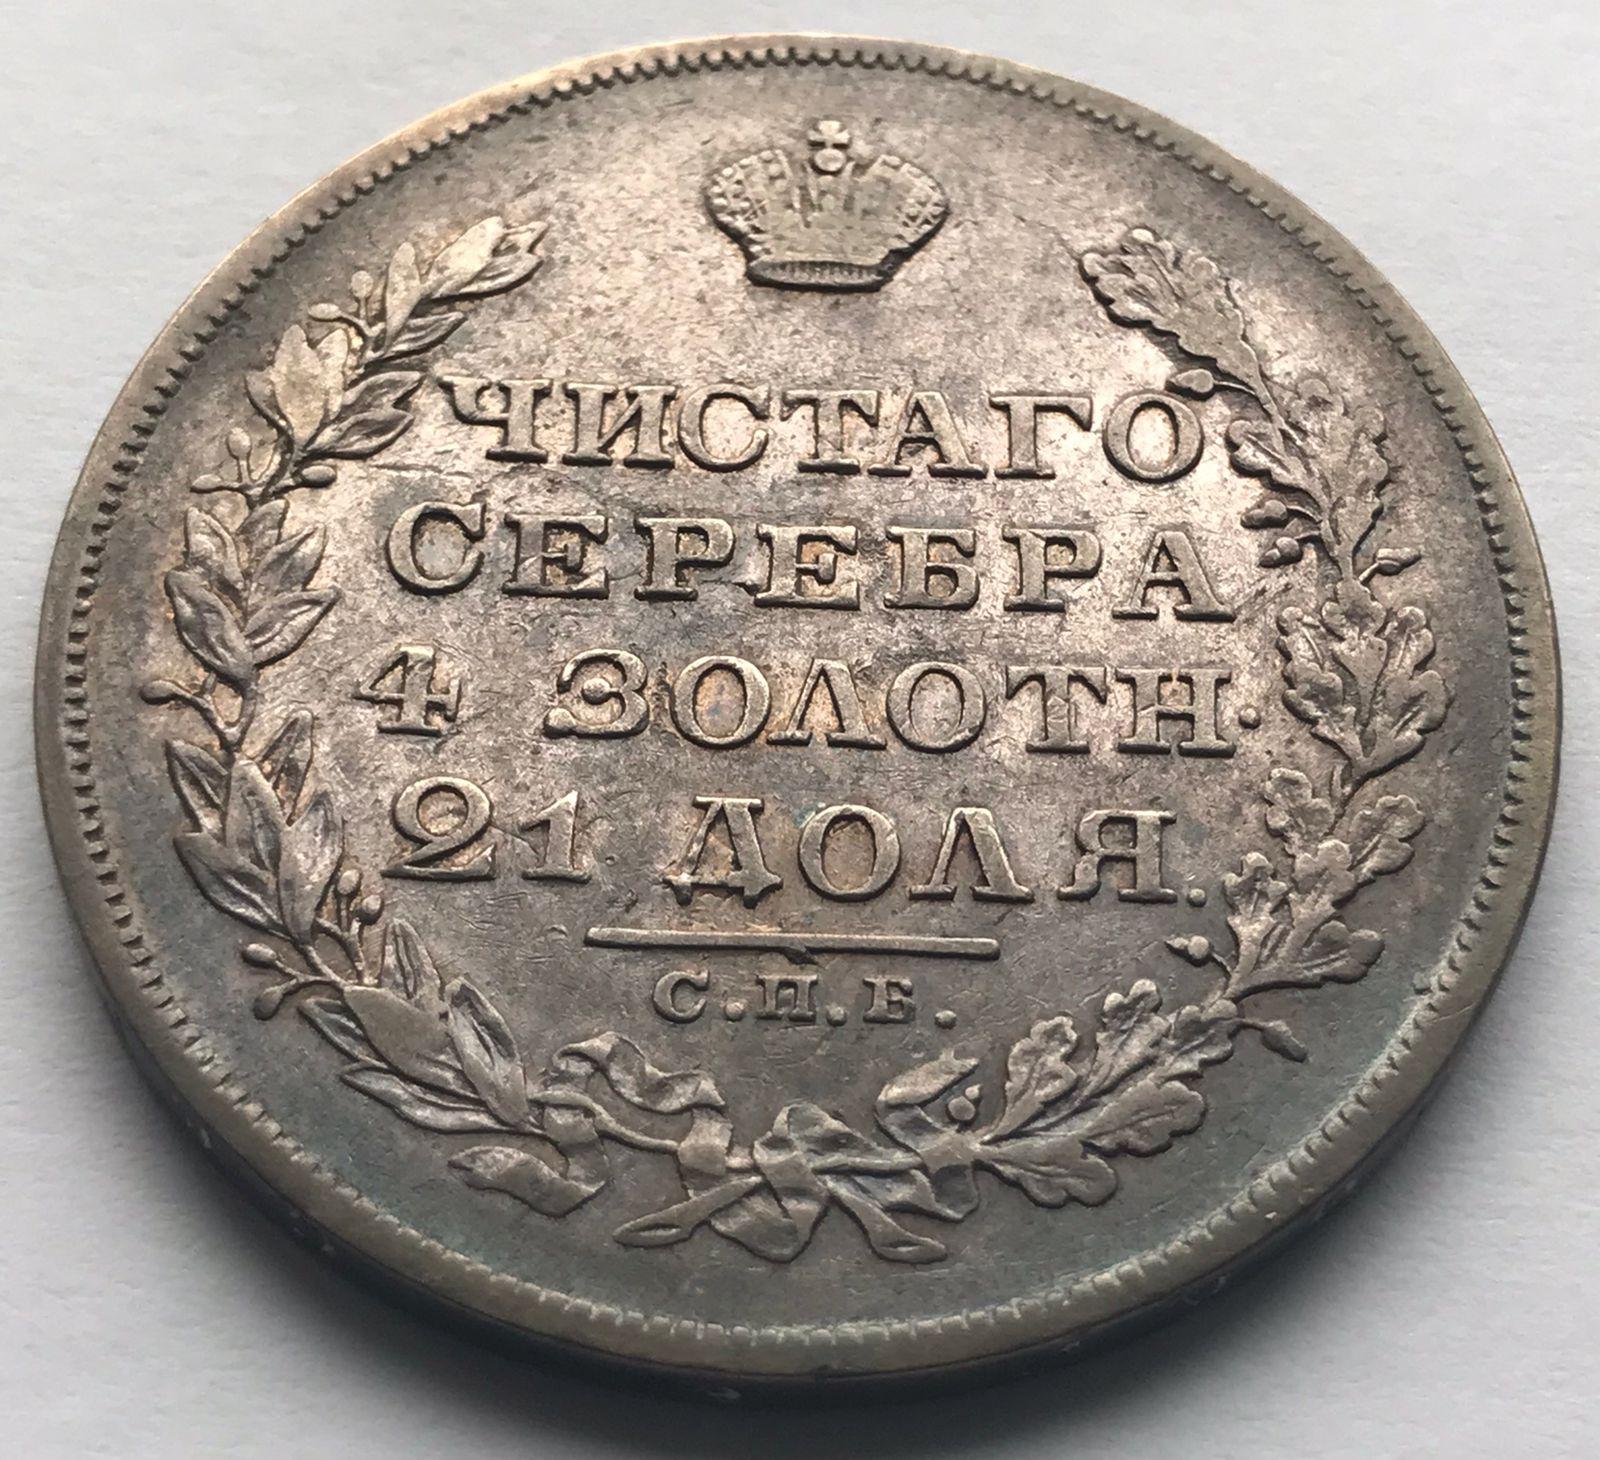 ЧИСТАГО
СЕРЕБРА
4 ЗОЛОТН.
21 ДОЛЯ.
С.П.Б.